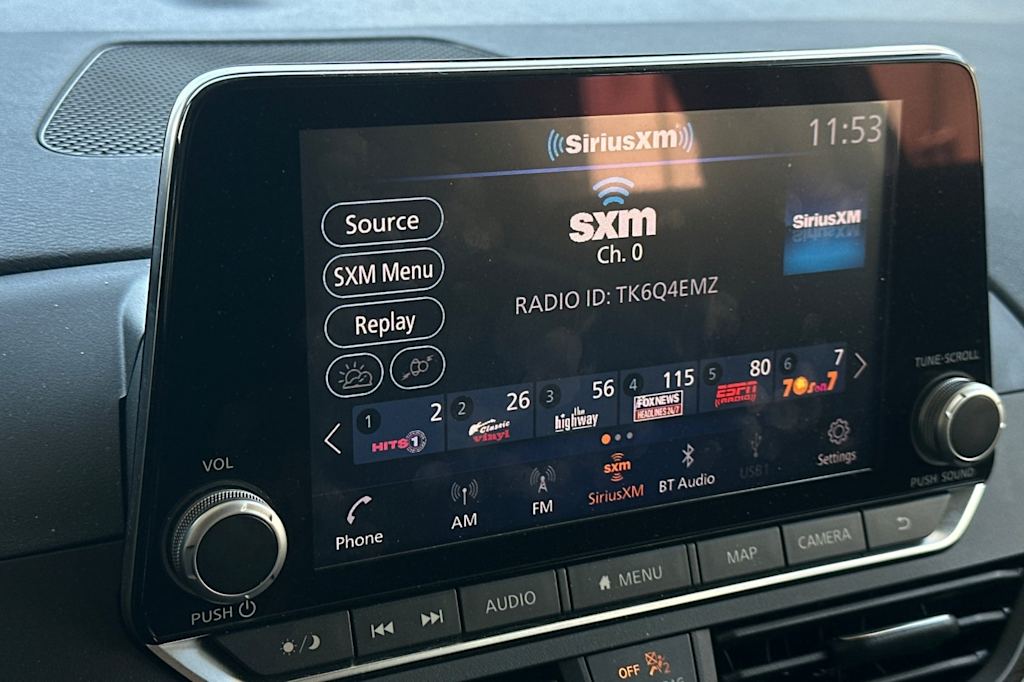 SiriusXM
11:53
sxm
Ch. 0
SiriusXM
Source
SXM Menu
Replay
RADIO ID: TK6Q4EMZ
1 2 HITS 1
2 26 Classic vinyl
3 56 the highway
4 115 FOX NEWS HEADLINES 24/7
5 80 ESPN RADIO
6 7 70s on 7
Phone
AM
FM
sxm
SiriusXM
BT Audio
USB1
Settings
VOL
PUSH
TUNE·SCROLL
PUSH SOUND
AUDIO
MENU
MAP
CAMERA
OFF
2